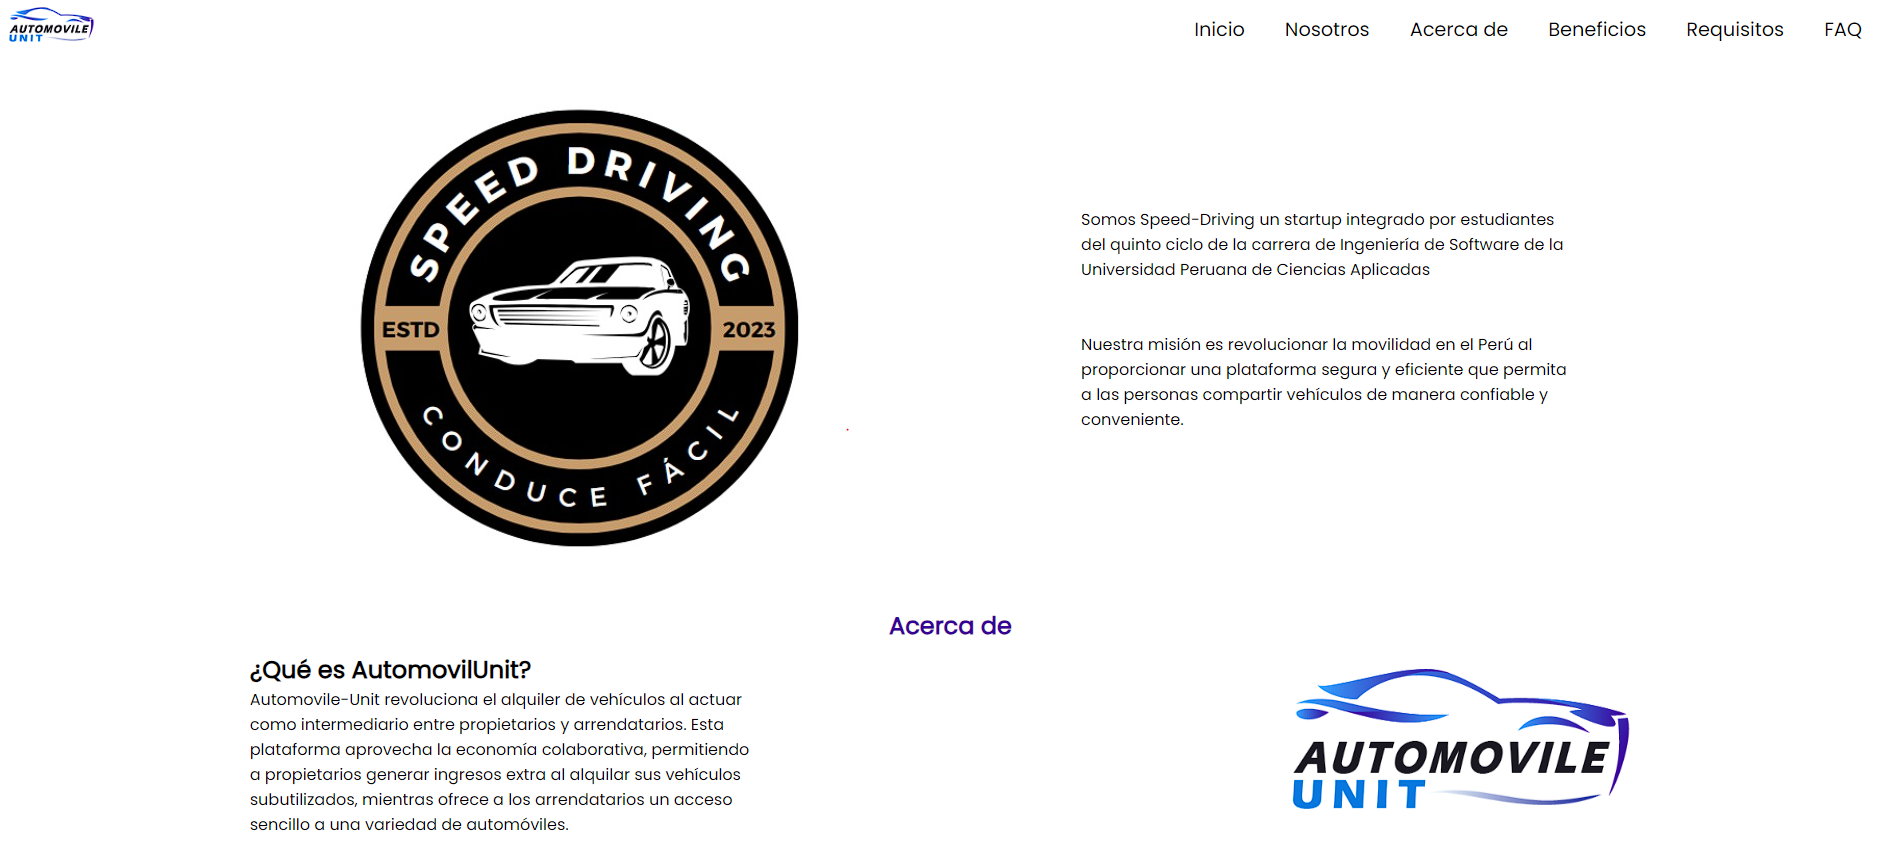 AUTOMOVILE
UNIT
Inicio Nosotros Acerca de Beneficios Requisitos FAQ
SPEED DRIVING
ESTD 2023
CONDUCE FÁCIL
Somos Speed-Driving un startup integrado por estudiantes
del quinto ciclo de la carrera de Ingeniería de Software de la
Universidad Peruana de Ciencias Aplicadas
Nuestra misión es revolucionar la movilidad en el Perú al
proporcionar una plataforma segura y eficiente que permita
a las personas compartir vehículos de manera confiable y
conveniente.
Acerca de
¿Qué es AutomovilUnit?
Automovile-Unit revoluciona el alquiler de vehículos al actuar
como intermediario entre propietarios y arrendatarios. Esta
plataforma aprovecha la economía colaborativa, permitiendo
a propietarios generar ingresos extra al alquilar sus vehículos
subutilizados, mientras ofrece a los arrendatarios un acceso
sencillo a una variedad de automóviles.
AUTOMOVILE
UNIT